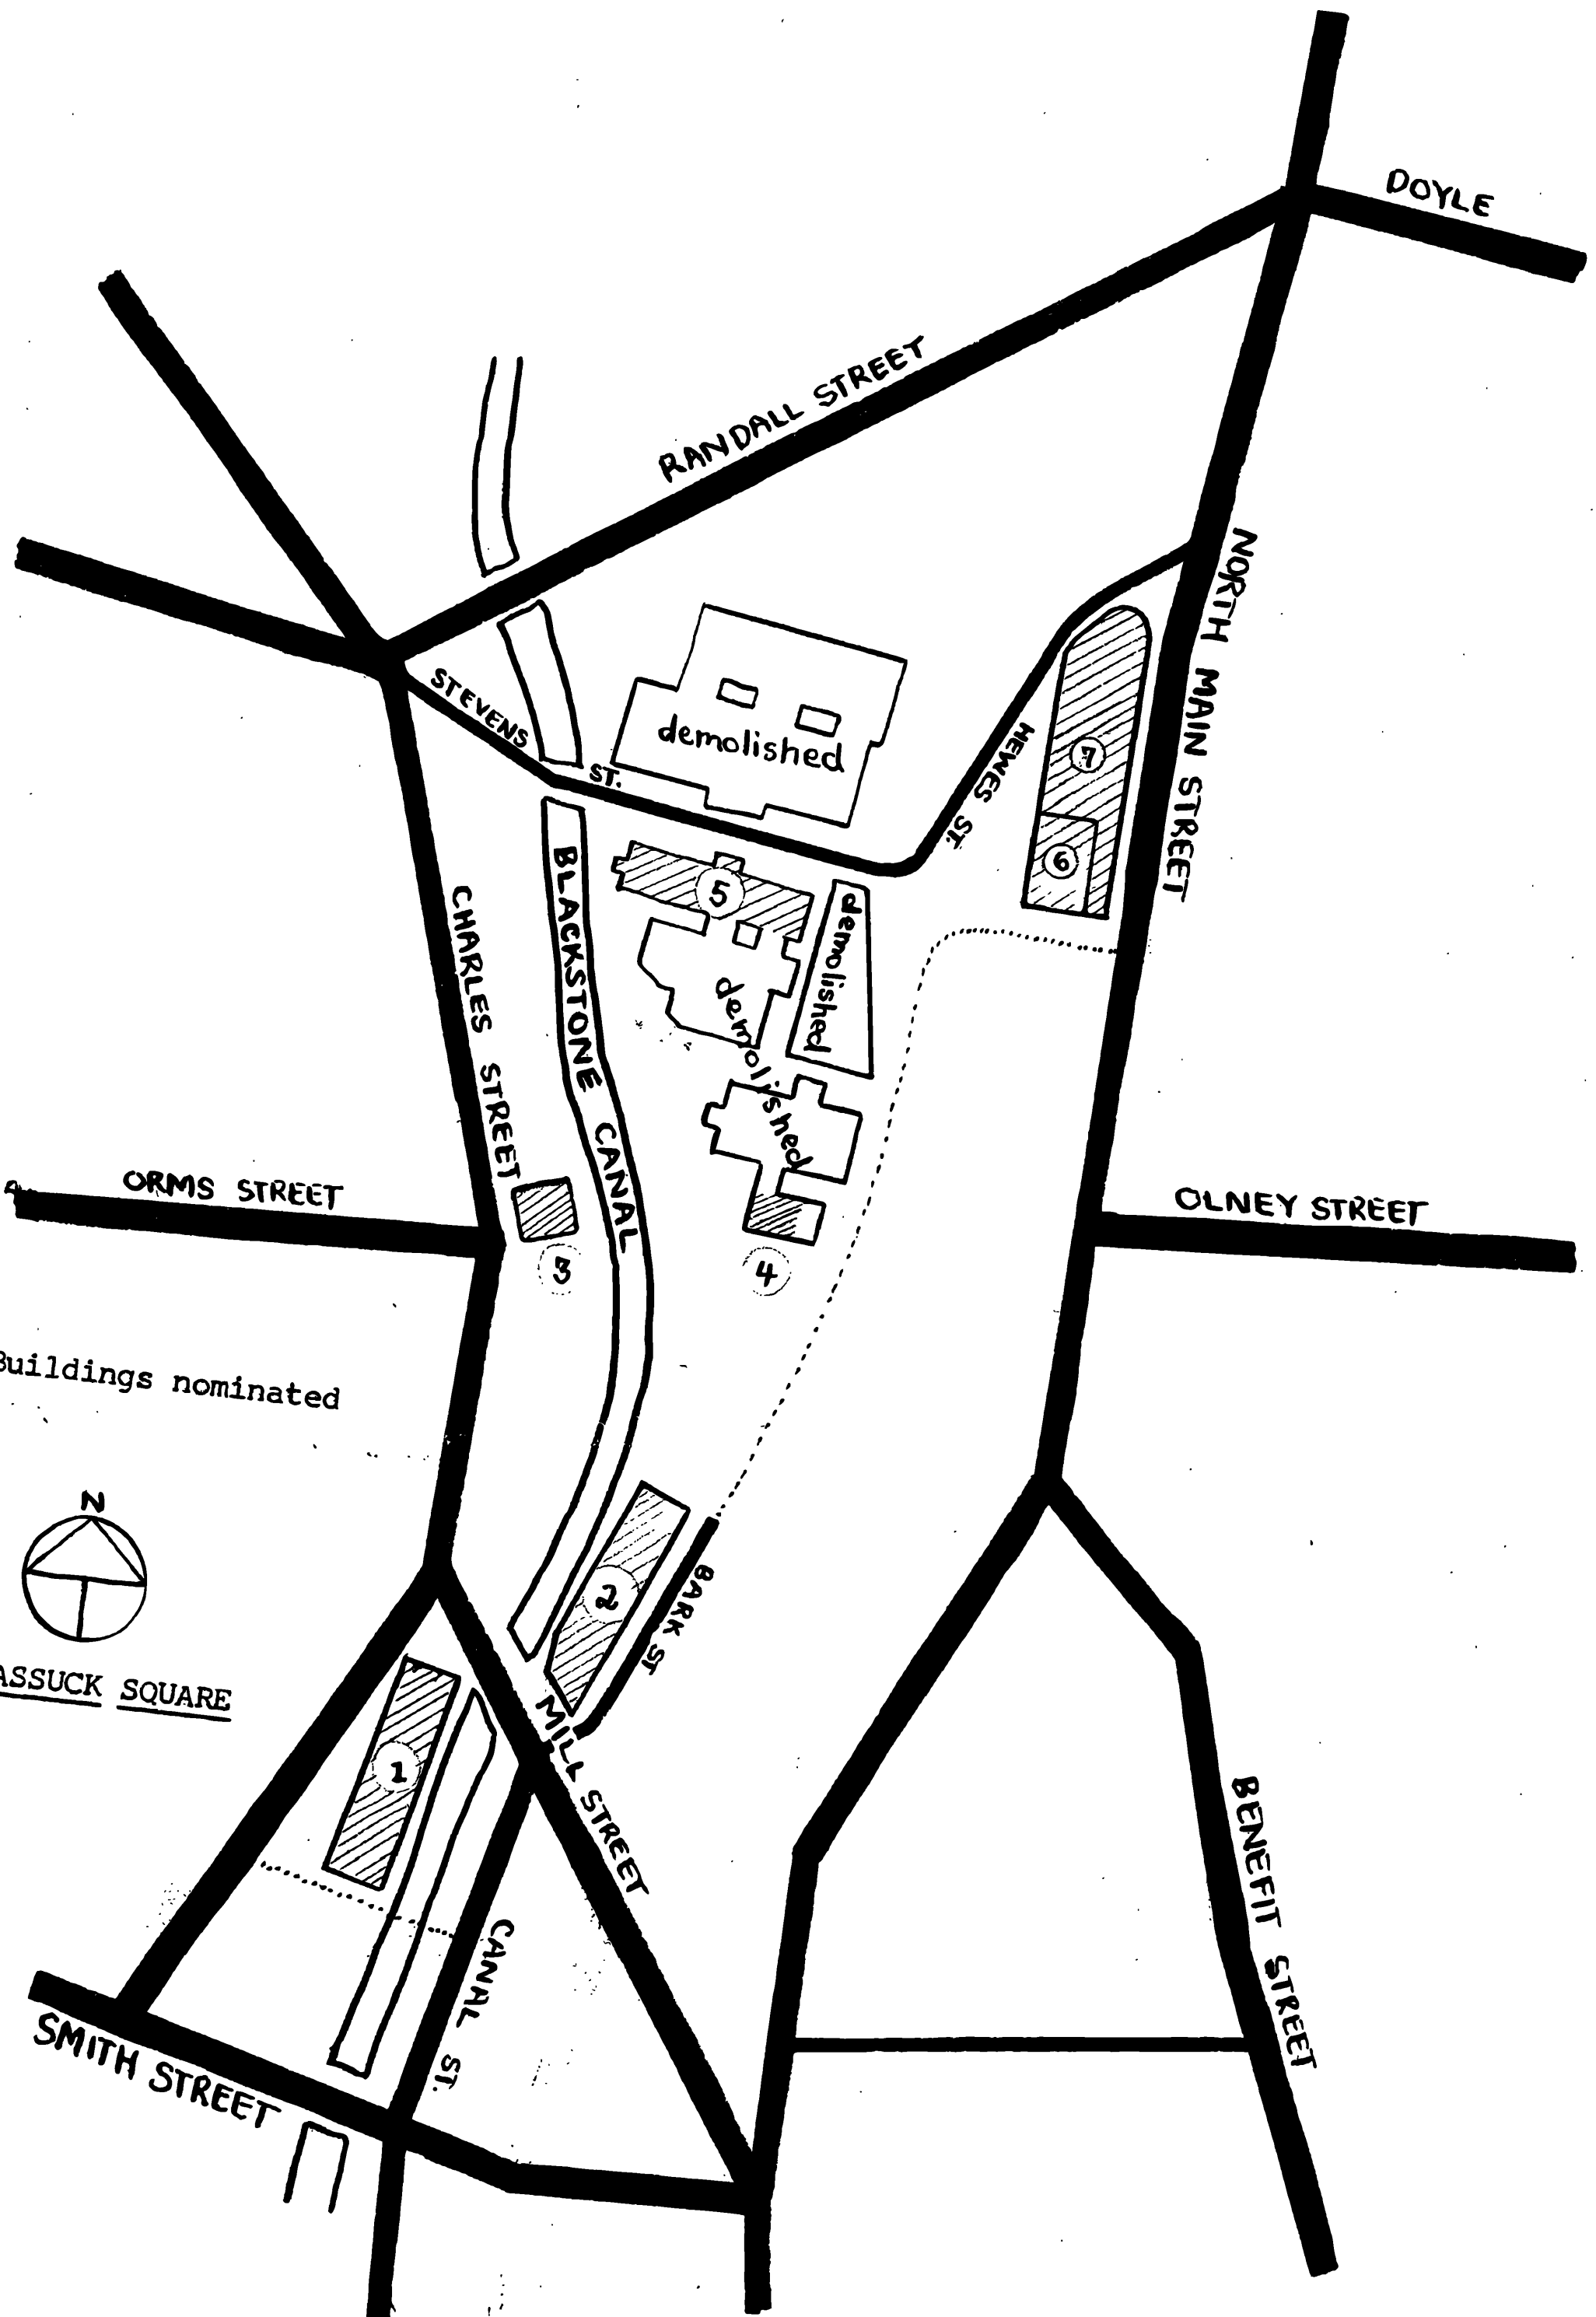 DOYLE
RANDALL STREET
NORTH MAIN STREET
STEVENS ST.
demolished
HEWES ST.
7
6
5
demolished
demolished
BLACKSTONE CANAL
CHARLES STREET
ORMS STREET
OLNEY STREET
3
4
Buildings nominated
N
2
BARK ST
ASSUCK SQUARE
MILL STREET
1
BENEFIT STREET
CANAL ST.
SMITH STREET